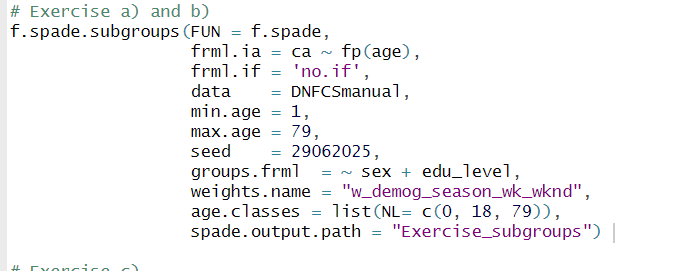 # Exercise a) and b)
f.spade.subgroups(FUN = f.spade,
frml.ia = ca ~ fp(age),
frml.if = 'no.if',
data    = DNFCSmanual,
min.age = 1,
max.age = 79,
seed    = 29062025,
groups.frml  = ~ sex + edu_level,
weights.name = "w_demog_season_wk_wknd",
age.classes = list(NL= c(0, 18, 79)),
spade.output.path = "Exercise_subgroups")
# Exercise c)